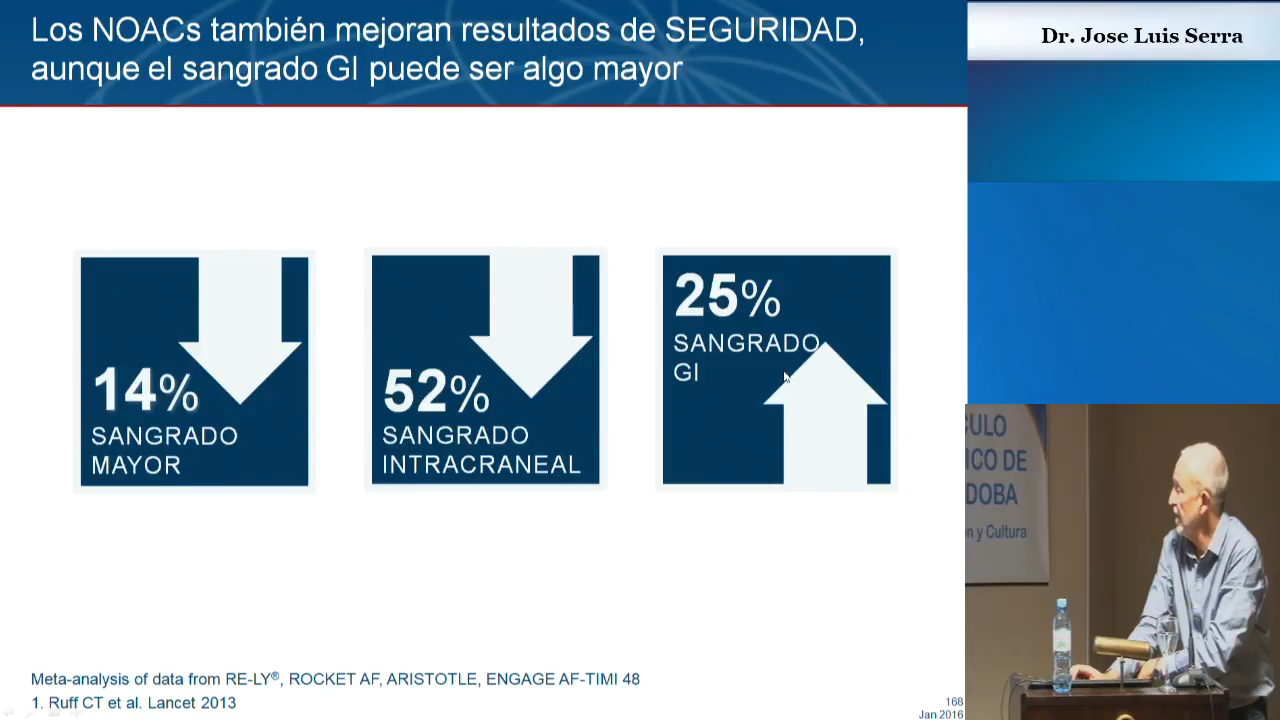 Los NOACs también mejoran resultados de SEGURIDAD,
aunque el sangrado GI puede ser algo mayor
Dr. Jose Luis Serra
14%
SANGRADO
MAYOR
52%
SANGRADO
INTRACRANEAL
25%
SANGRADO
GI
CULO
ICO DE
DOBA
n y Cultura
Meta-analysis of data from RE-LY®, ROCKET AF, ARISTOTLE, ENGAGE AF-TIMI 48
1. Ruff CT et al. Lancet 2013
168
Jan 2016